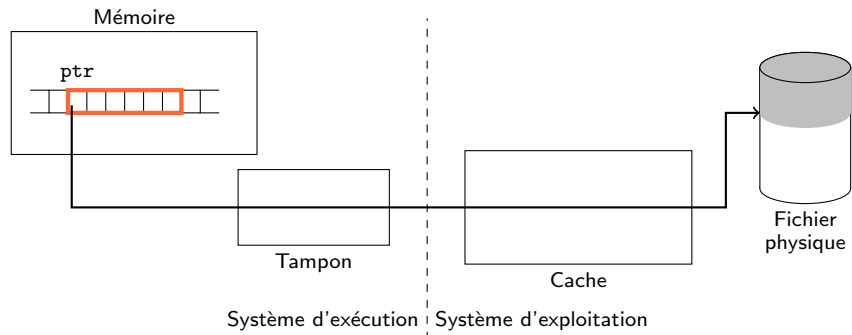 Mémoire
ptr
Tampon
Cache
Fichier
physique
Système d'exécution
Système d'exploitation